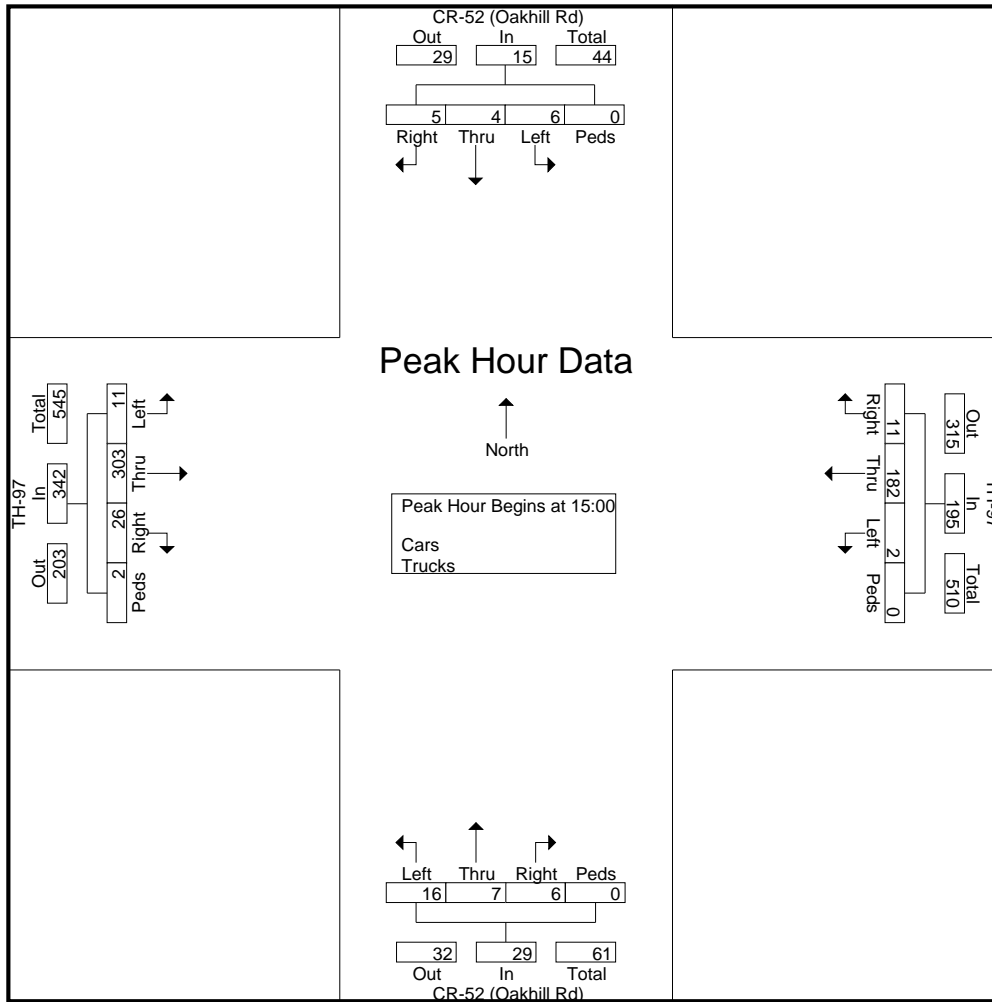 CR-52 (Oakhill Rd)
Out In Total
29 15 44
5 4 6 0
Right Thru Left Peds
Peak Hour Data
North
Peak Hour Begins at 15:00
Cars
Trucks
TH-97
Total In Out
545 342 203
11 303 26 2
Left Thru Right Peds
Right Thru Left Peds
11 182 2 0
Out In Total
315 195 510
TH-97
Left Thru Right Peds
16 7 6 0
32 29 61
Out In Total
CR-52 (Oakhill Rd)